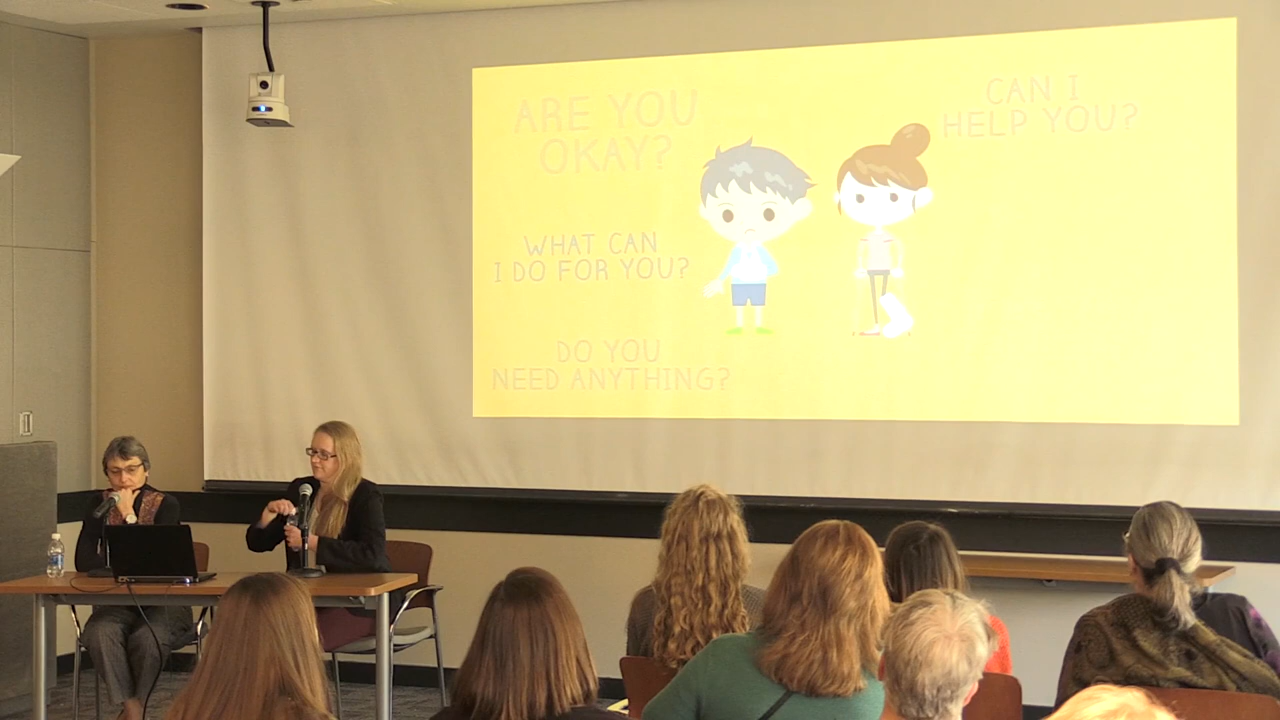 ARE YOU
OKAY?
CAN I
HELP YOU?
WHAT CAN
I DO FOR YOU?
DO YOU
NEED ANYTHING?